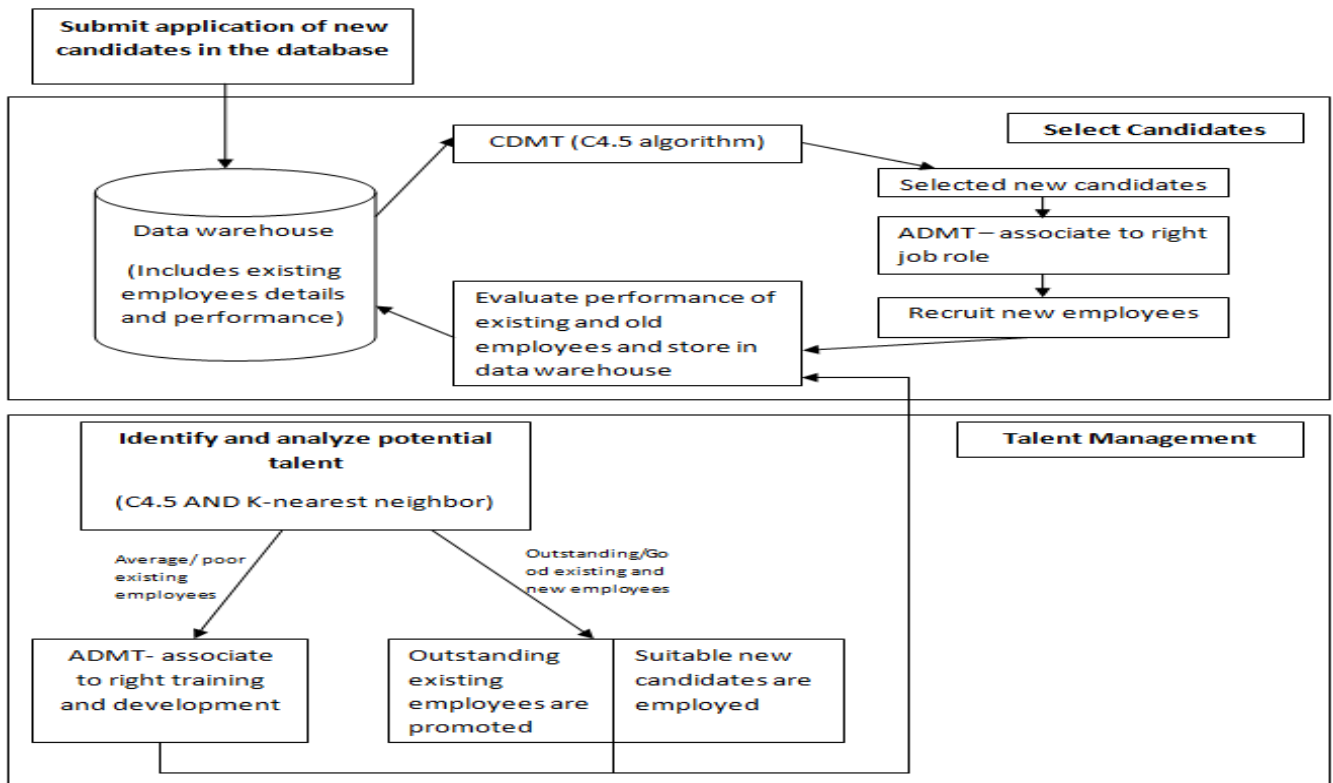 Submit application of new
candidates in the database
Select Candidates
CDMT (C4.5 algorithm)
Selected new candidates
Data warehouse
(Includes existing
employees details
and performance)
ADMT – associate to right
job role
Evaluate performance of
existing and old
employees and store in
data warehouse
Recruit new employees
Identify and analyze potential
talent
(C4.5 AND K-nearest neighbor)
Talent Management
Average/ poor
existing
employees
Outstanding/Go
od existing and
new employees
ADMT- associate
to right training
and development
Outstanding
existing
employees are
promoted
Suitable new
candidates are
employed